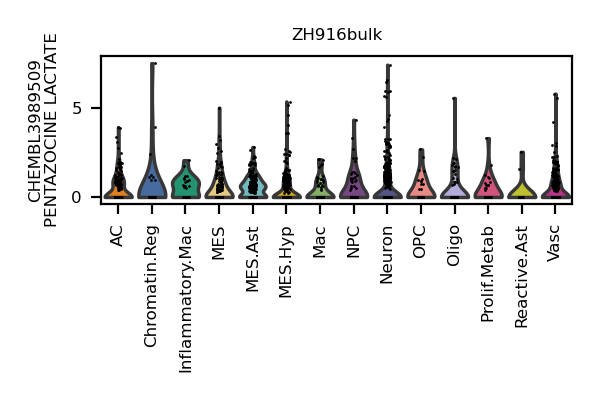 ZH916bulk
CHEMBL3989509
PENTAZOCINE LACTATE
5
0
AC
Chromatin.Reg
Inflammatory.Mac
MES
MES.Ast
MES.Hyp
Mac
NPC
Neuron
OPC
Oligo
Prolif.Metab
Reactive.Ast
Vasc